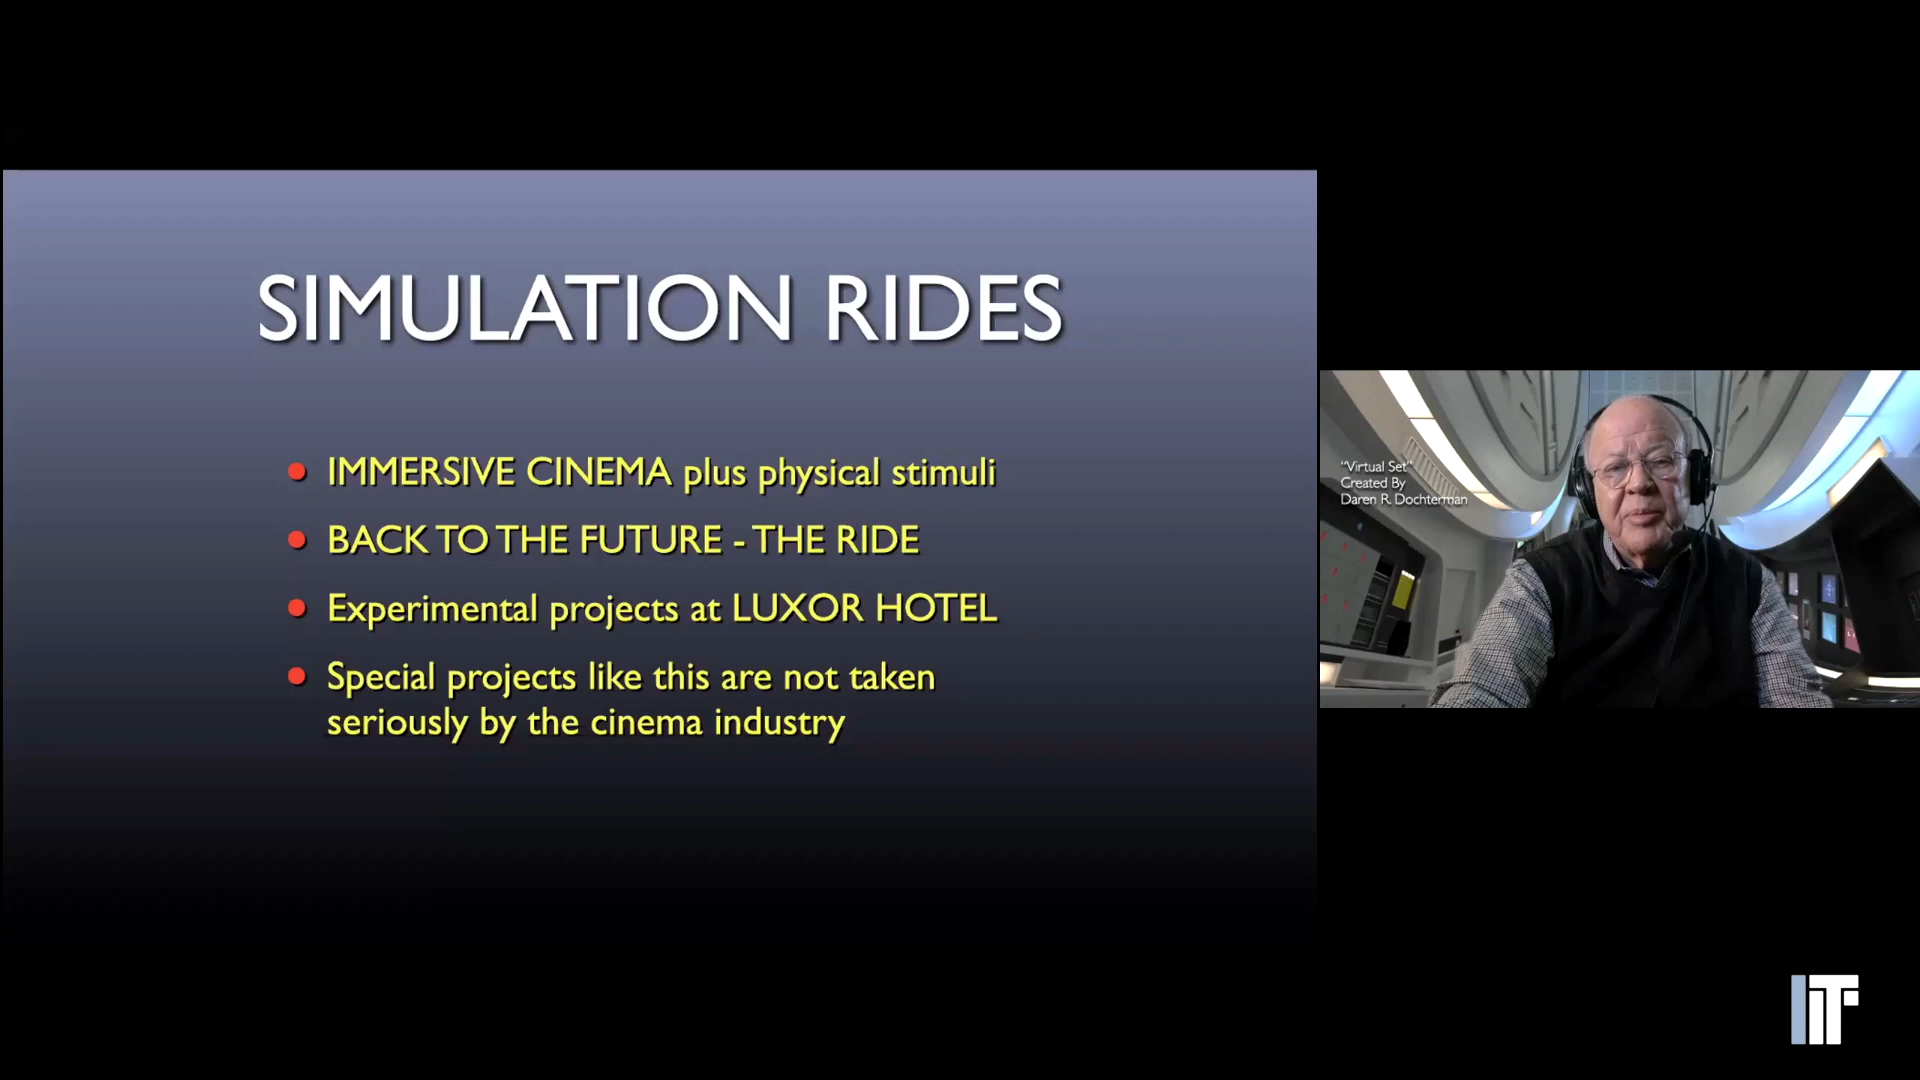 SIMULATION RIDES
IMMERSIVE CINEMA plus physical stimuli
BACK TO THE FUTURE - THE RIDE
Experimental projects at LUXOR HOTEL
Special projects like this are not taken
seriously by the cinema industry
"Virtual Set"
Created By
Daren R. Dochterman